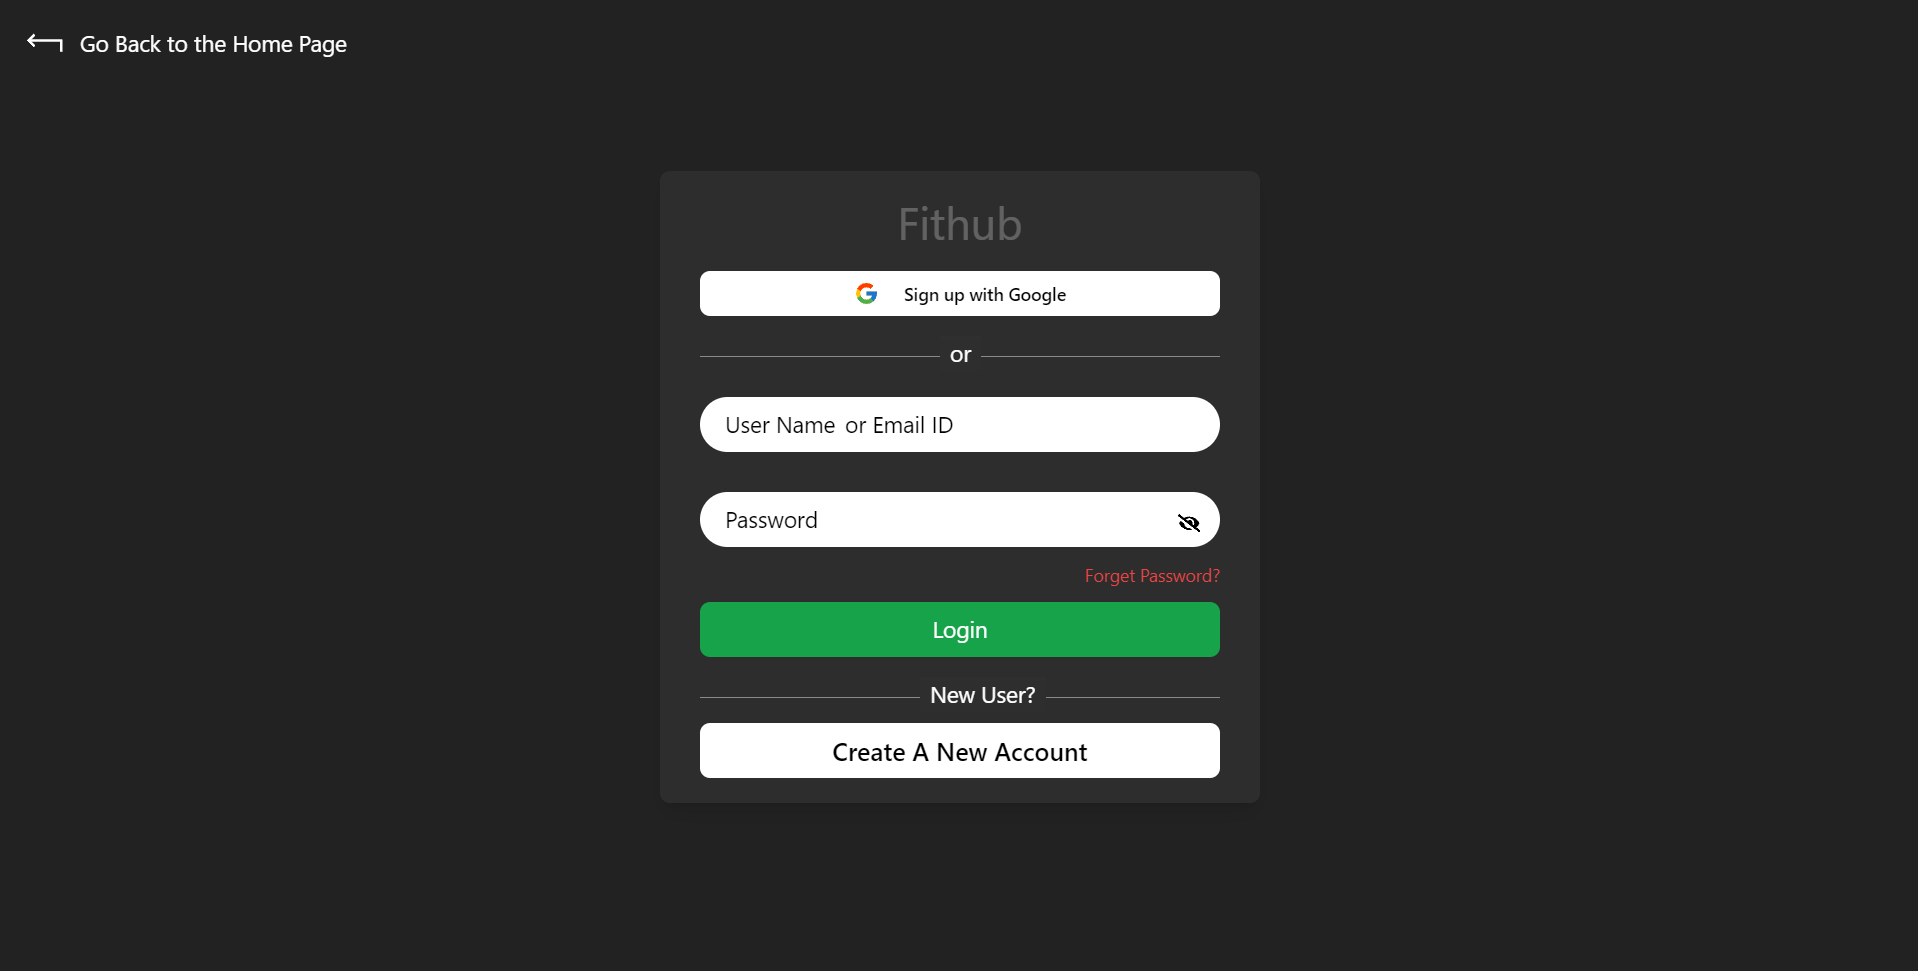 Go Back to the Home Page
Fithub
Sign up with Google
or
User Name or Email ID
Password
Forget Password?
Login
New User?
Create A New Account